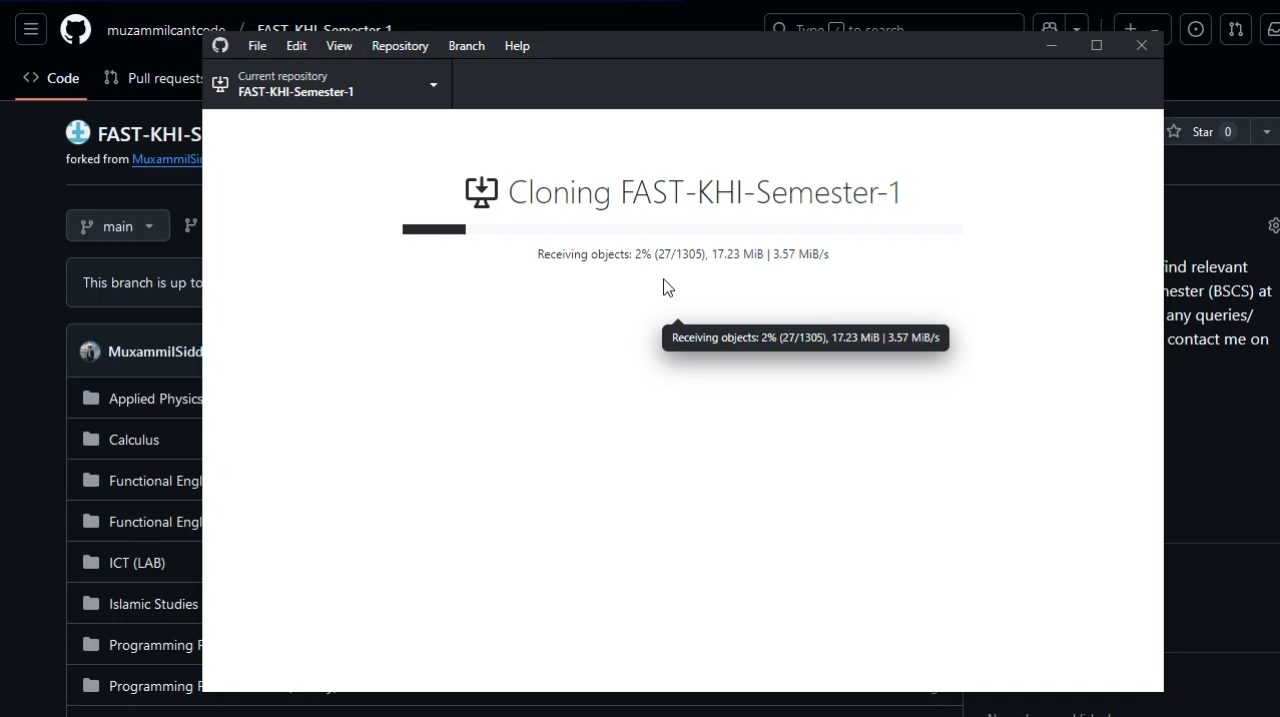 muzammilcantcode / FAST-KHI-Semester-1
Type / to search
Code
Pull requests
File Edit View Repository Branch Help
Current repository
FAST-KHI-Semester-1
FAST-KHI-S
forked from MuxammilSid
Star 0
main
This branch is up to
Cloning FAST-KHI-Semester-1
Receiving objects: 2% (27/1305), 17.23 MiB | 3.57 MiB/s
Receiving objects: 2% (27/1305), 17.23 MiB | 3.57 MiB/s
find relevant
mester (BSCS) at
any queries/
contact me on
MuxammilSidd
Applied Physics
Calculus
Functional Engl
Functional Engl
ICT (LAB)
Islamic Studies
Programming F
Programming F